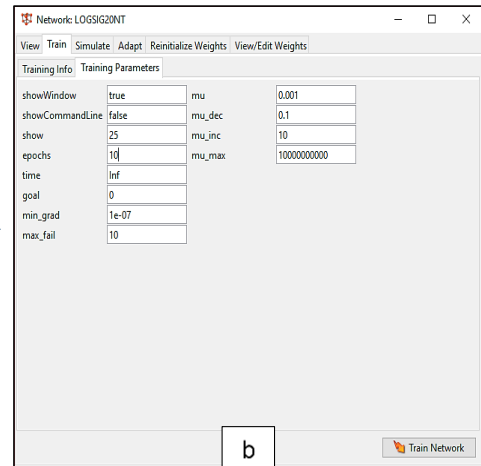 Network: LOGSIG20NT
View Train Simulate Adapt Reinitialize Weights View/Edit Weights
Training Info Training Parameters
showWindow true mu 0.001
showCommandLine false mu_dec 0.1
show 25 mu_inc 10
epochs 10 mu_max 10000000000
time Inf
goal 0
min_grad 1e-07
max_fail 10
b
Train Network